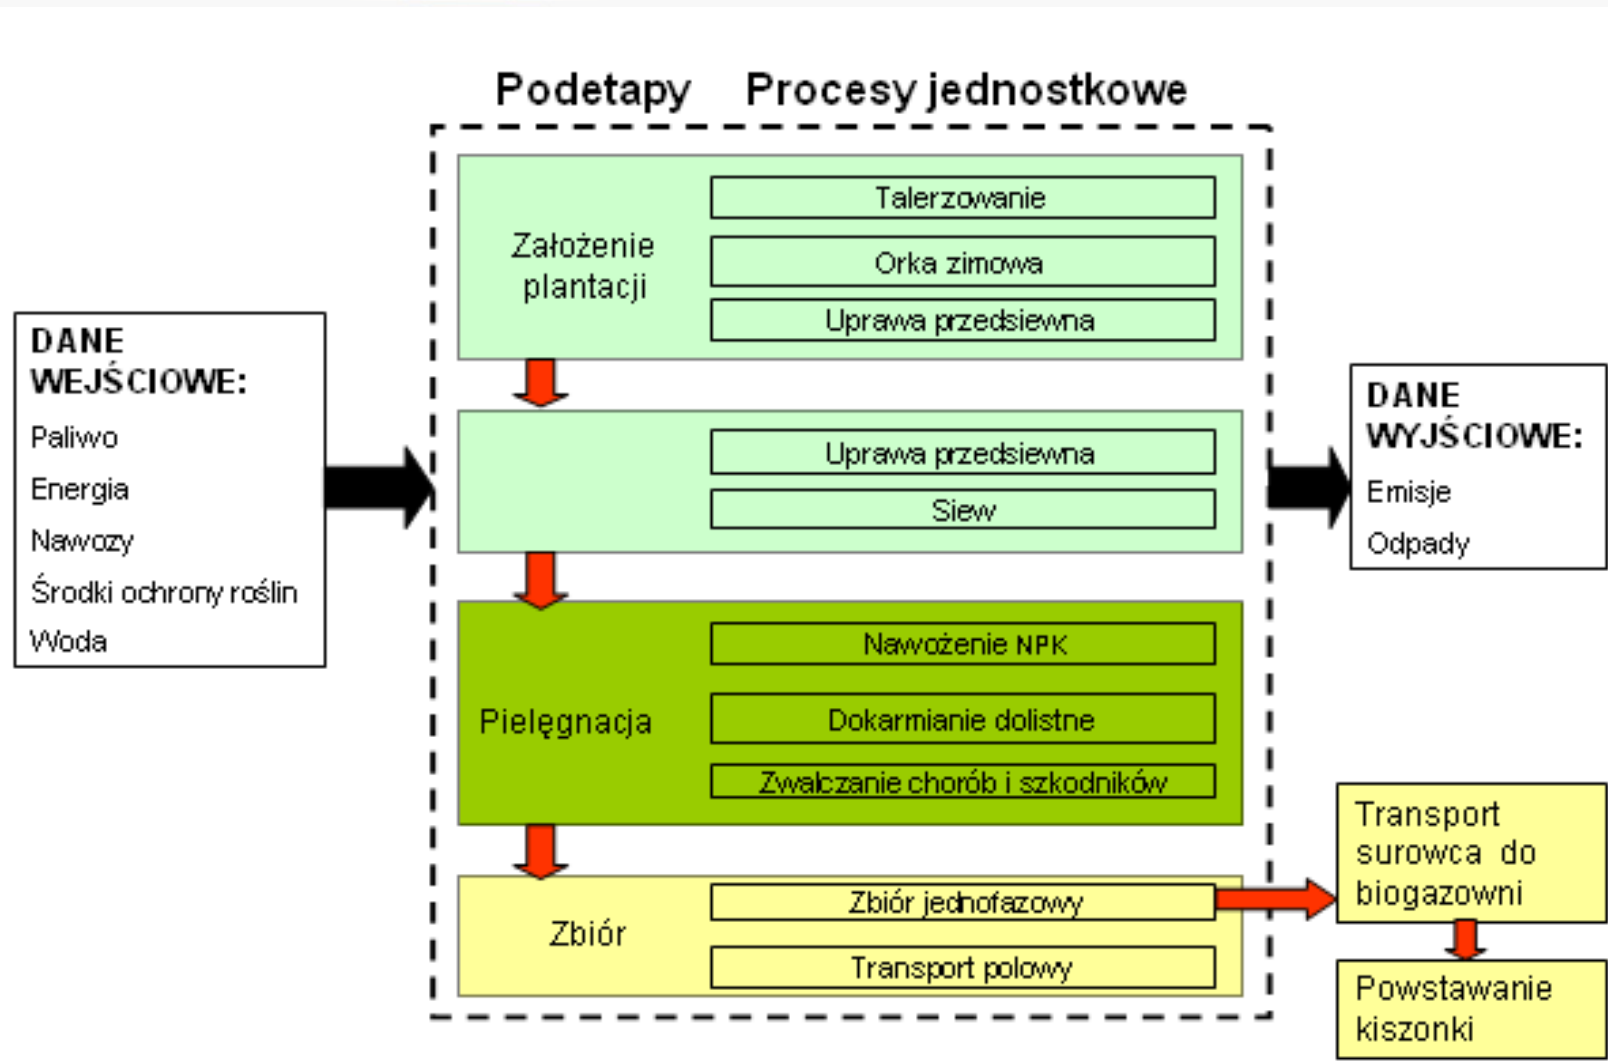 Podetapy Procesy jednostkowe
Założenie
plantacji
Talerzowanie
Orka zimowa
Uprawa przedsiewna
DANE
WEJŚCIOWE:
Paliwo
Energia
Nawozy
Środki ochrony roślin
Woda
Uprawa przedsiewna
Siew
DANE
WYJŚCIOWE:
Emisje
Odpady
Pielęgnacja
Nawożenie NPK
Dokarmianie dolistne
Zwalczanie chorób i szkodników
Zbiór
Zbiór jednofazowy
Transport polowy
Transport
surowca do
biogazowni
Powstawanie
kiszonki